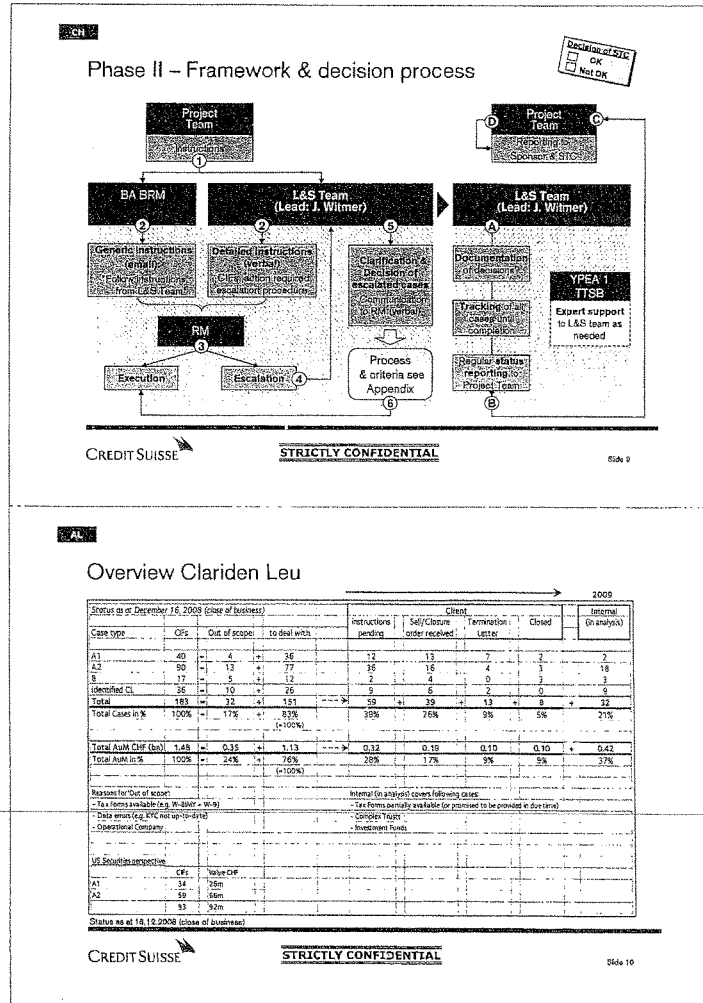 CH
Phase II – Framework & decision process
Decision of STC
OK
Not OK
Project
Team
Instructions
1
D
Project
Team
C
Reporting to
Sponsor & STC
BA BRM
L&S Team
(Lead: J. Witmer)
L&S Team
(Lead: J. Witmer)
2
2
5
A
Generic instructions
(email)
"Follow instructions
from L&S Team"
Detailed instructions
(verbal)
CIFs, action required,
escalation procedure
Clarification &
Decision of
escalated cases
Communication
to RM (verbal)
Documentation
of decisions
Tracking of all
cases until
completion
YPEA 1
TTSB
Expert support
to L&S team as
needed
RM
3
Execution
Escalation
4
Process
& criteria see
Appendix
6
Regular status
reporting to
Project Team
B
CREDIT SUISSE
STRICTLY CONFIDENTIAL
Slide 9
AL
Overview Clariden Leu
2009
Status as at December 16, 2008 (close of business) Client Internal
Case type CIFs Out of scope to deal with instructions pending Sell/Closure order received Termination Letter Closed (in analysis)
A1 40 - 4 + 36 12 13 7 2 2
A2 90 - 13 + 77 36 16 4 3 18
B 17 - 5 + 12 2 4 0 3 3
identified CL 36 - 10 + 26 9 6 2 0 9
Total 183 - 32 + 151 ---> 59 + 39 + 13 + 8 + 32
Total Cases in % 100% - 17% + 83% 39% 26% 9% 5% 21%
(=100%)
Total AuM CHF (bn) 1.48 - 0.35 + 1.13 ---> 0.32 0.19 0.10 0.10 + 0.42
Total AuM in % 100% - 24% + 76% 28% 17% 9% 9% 37%
(=100%)
Reasons for 'Out of scope': Internal (in analysis) covers following cases:
- Tax Forms available (e.g. W-8IMY + W-9) - Tax Forms partially available (or promised to be provided in due time)
- Data errors (e.g. KYC not up-to-date) - Complex Trusts
- Operational Company - Investment Funds
US Securities perspective
CIFs Value CHF
A1 34 26m
A2 59 66m
93 92m
Status as at 16.12.2008 (close of business)
CREDIT SUISSE
STRICTLY CONFIDENTIAL
Slide 10